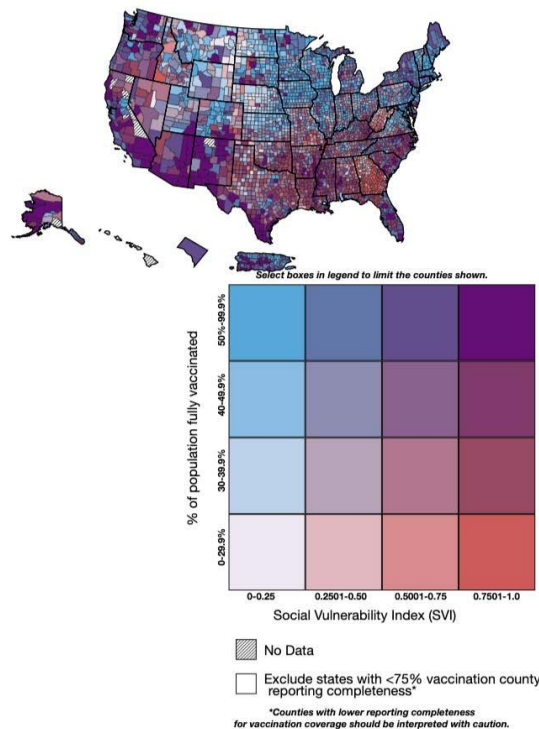 Select boxes in legend to limit the counties shown.
% of population fully vaccinated
50%-99.9%
40-49.9%
30-39.9%
0-29.9%
0-0.25
0.2501-0.50
0.5001-0.75
0.7501-1.0
Social Vulnerability Index (SVI)
No Data
Exclude states with <75% vaccination county
reporting completeness*
*Counties with lower reporting completeness
for vaccination coverage should be interpreted with caution.